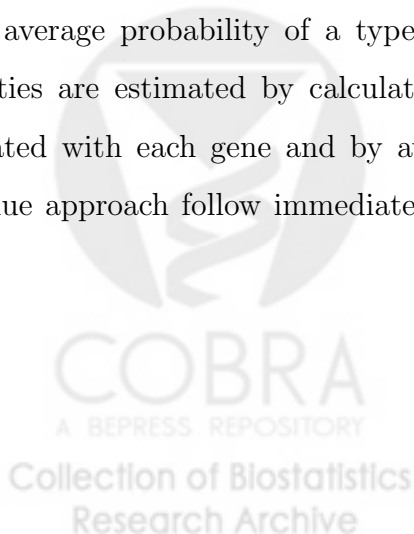 average probability of a type
ties are estimated by calculat
ated with each gene and by a
ue approach follow immediate
COBRA
A BEPRESS REPOSITORY
Collection of Biostatistics
Research Archive